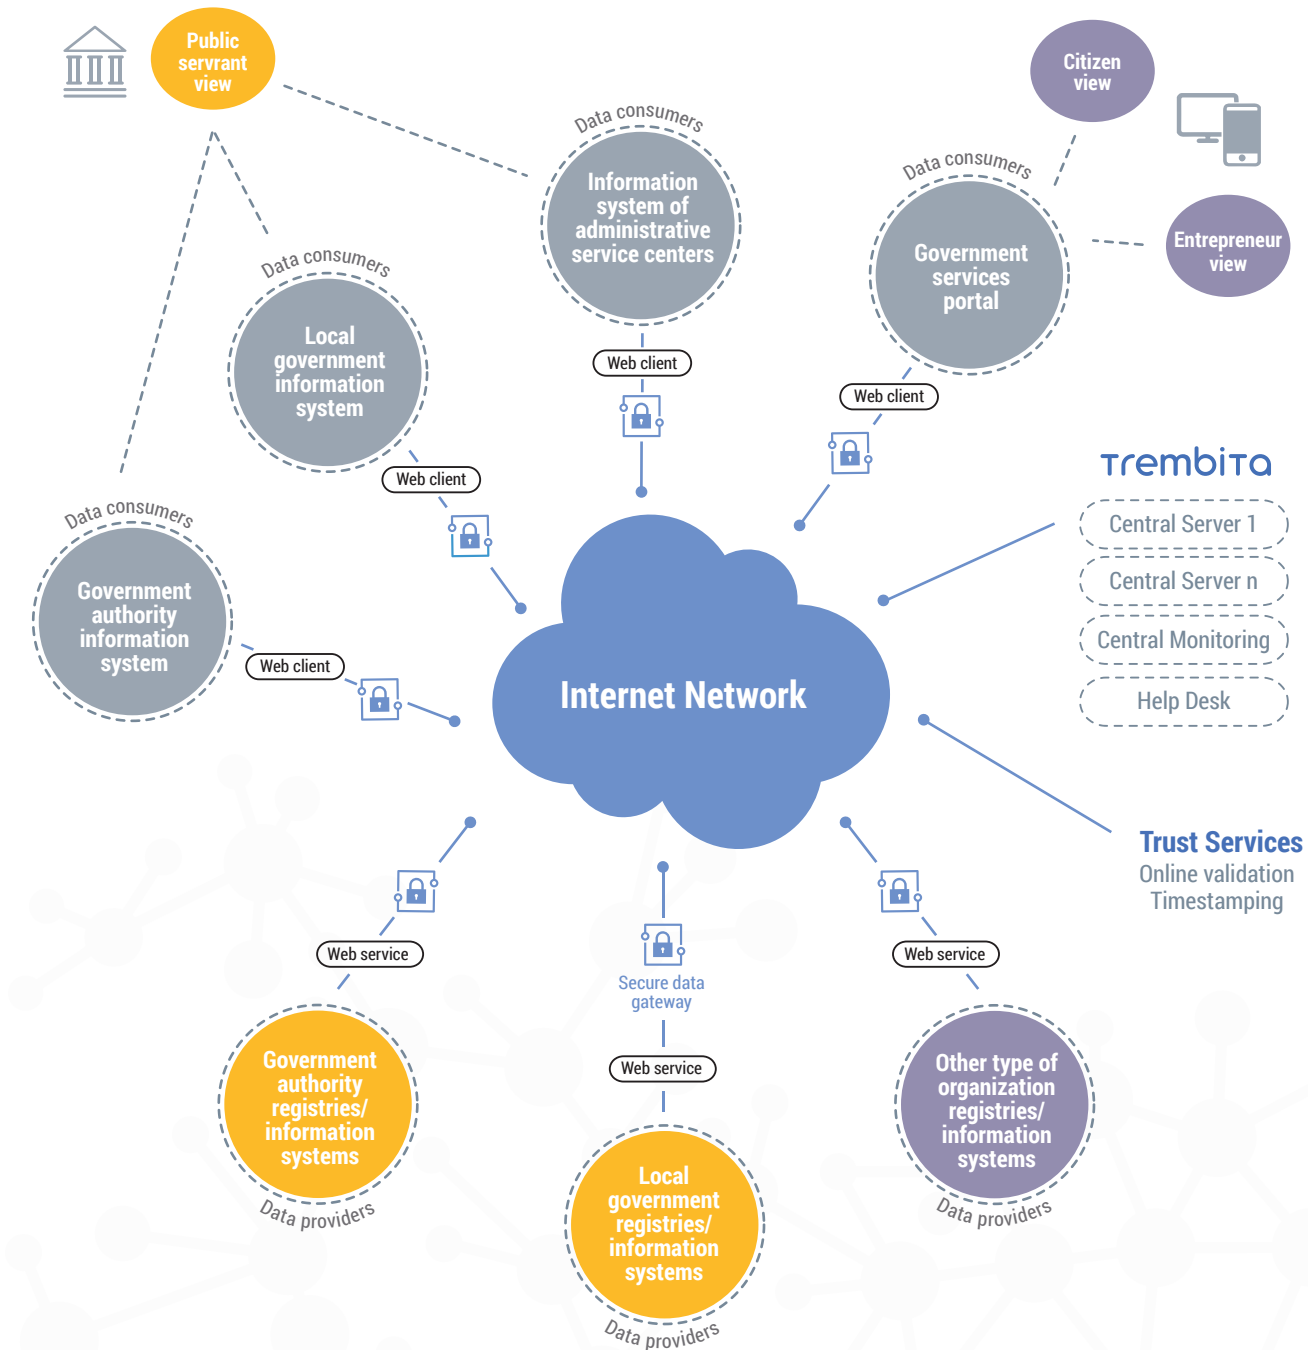 Public
servrant
view
Citizen
view
Entrepreneur
view
Data consumers
Information
system of
administrative
service centers
Data consumers
Government
services
portal
Data consumers
Local
government
information
system
Data consumers
Government
authority
information
system
Web client
Web client
Web client
Web client
Internet Network
тrembiтa
Central Server 1
Central Server n
Central Monitoring
Help Desk
Trust Services
Online validation
Timestamping
Web service
Secure data
gateway
Web service
Web service
Government
authority
registries/
information
systems
Data providers
Local
government
registries/
information
systems
Data providers
Other type of
organization
registries/
information
systems
Data providers